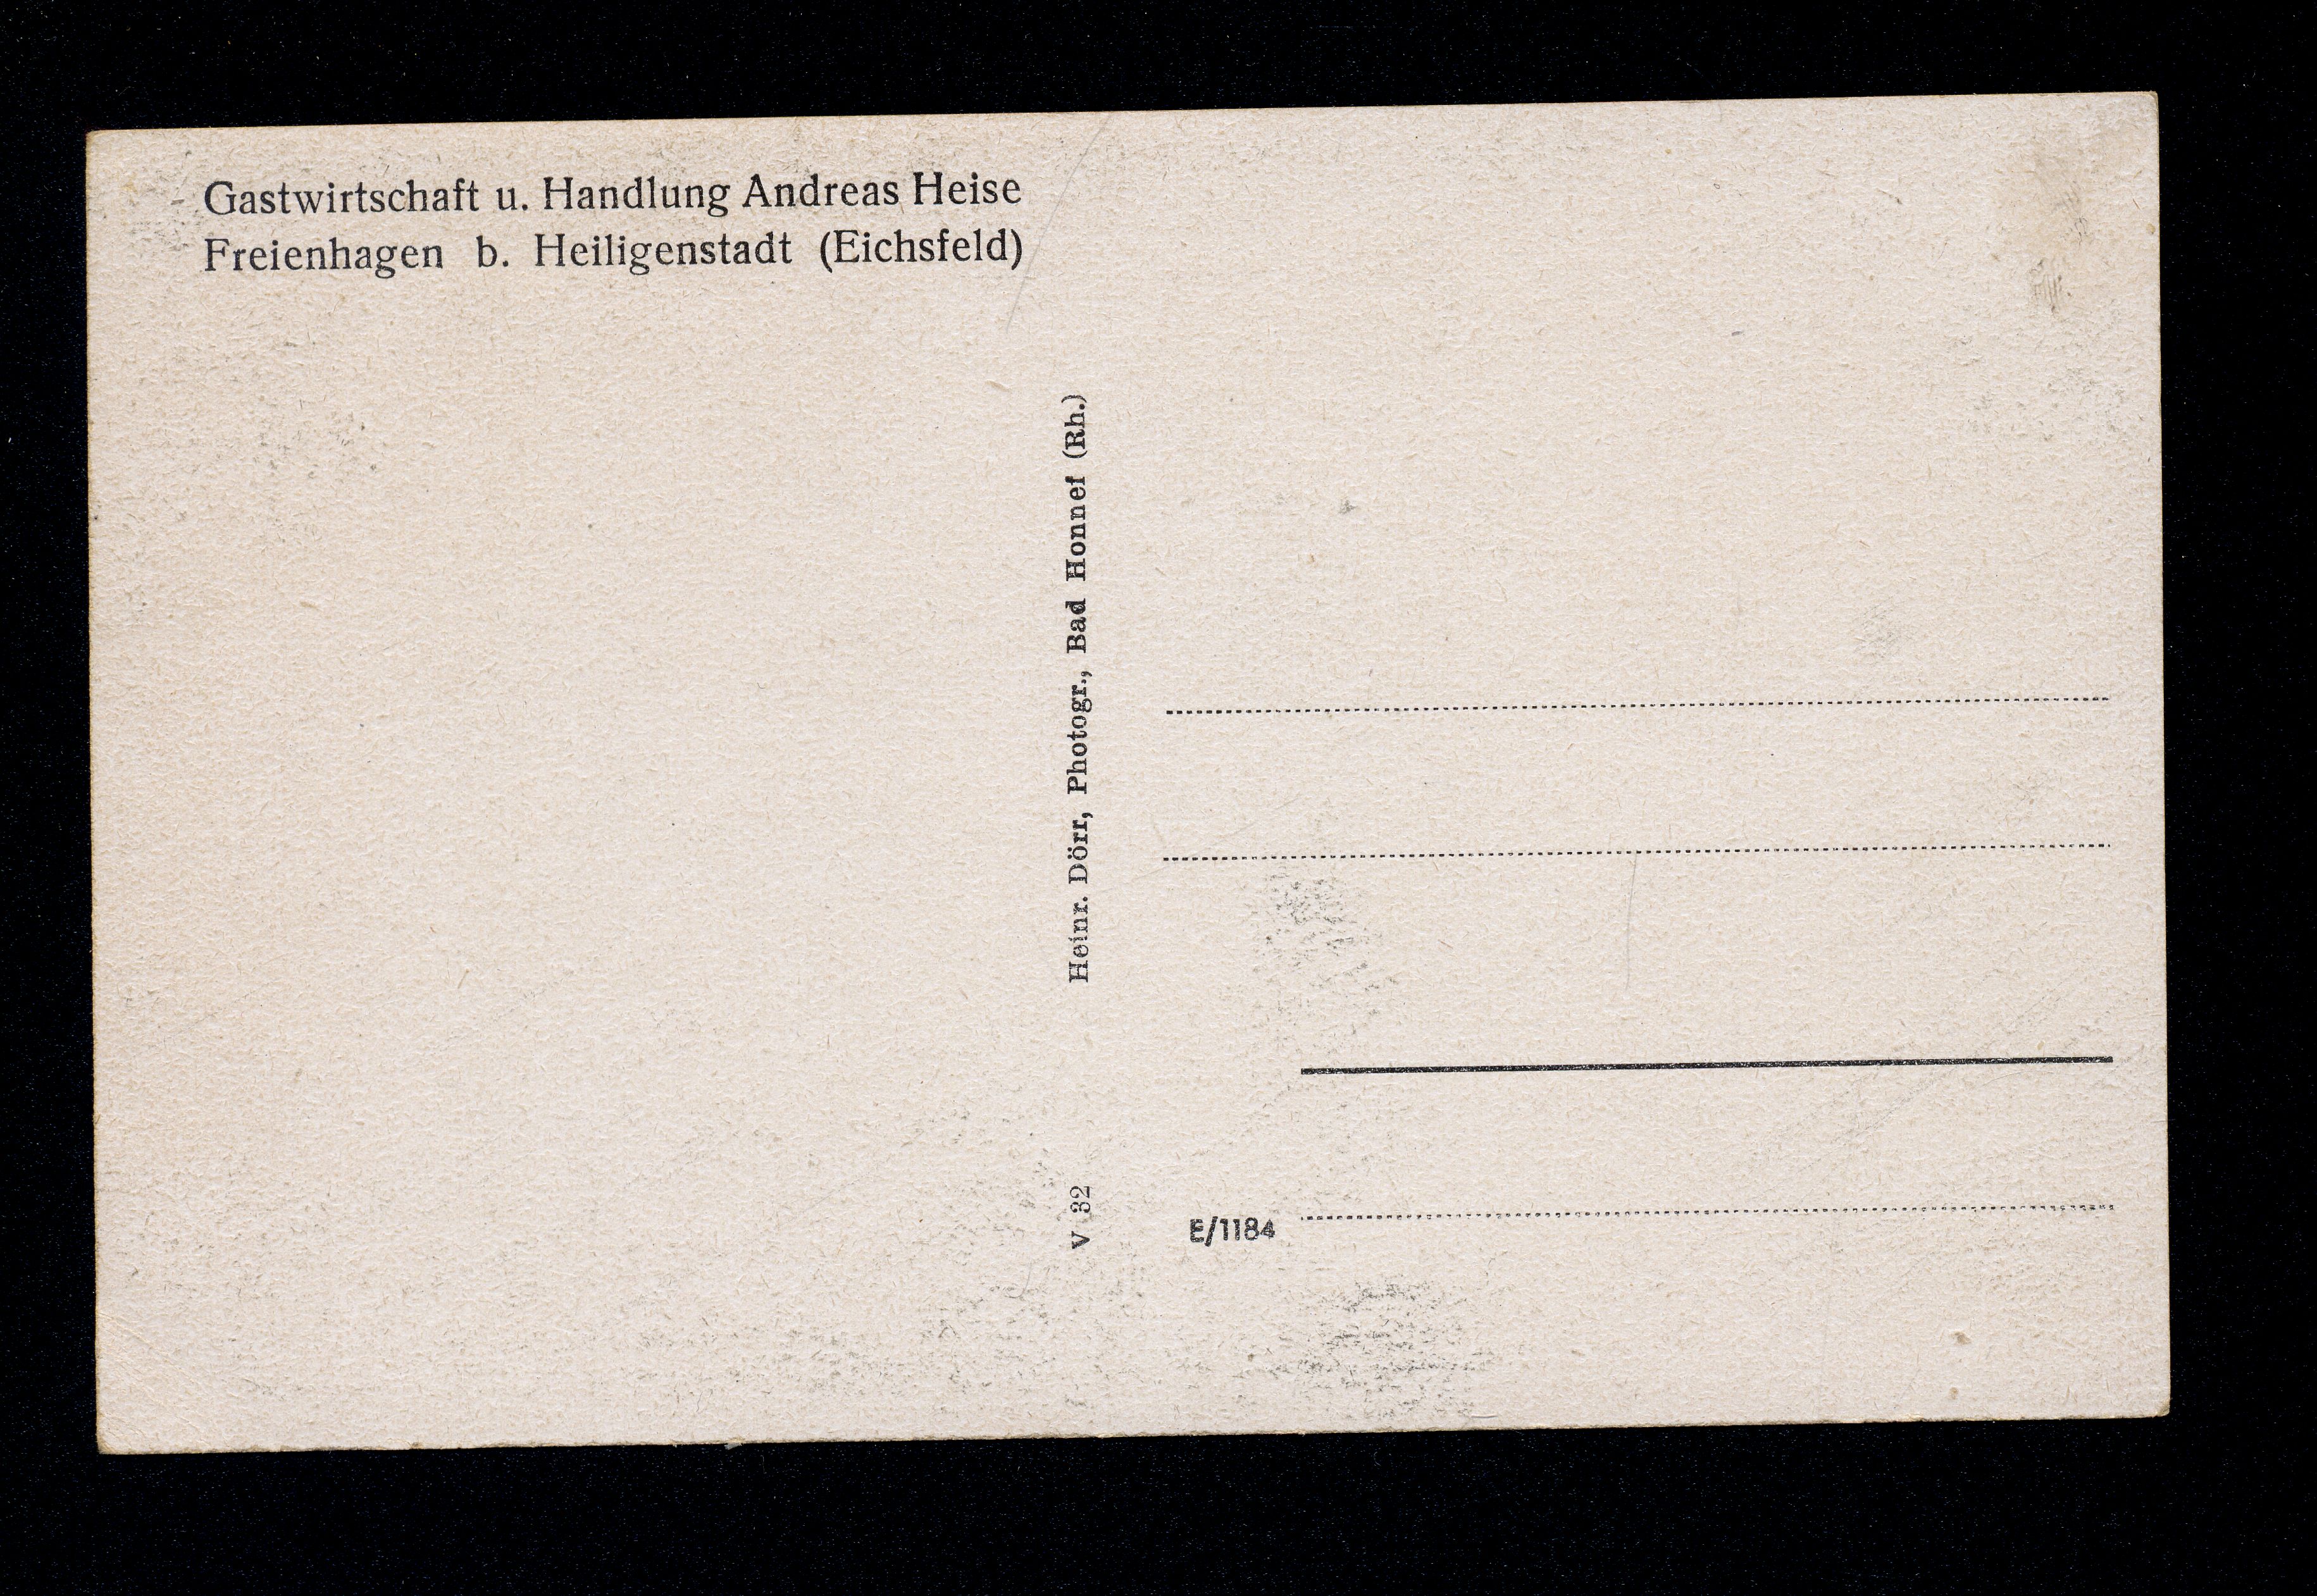 Gastwirtschaft u. Handlung Andreas Heise
Freienhagen b. Heiligenstadt (Eichsfeld)
Heinr. Dörr, Photogr., Bad Honnef (Rh.)
V 32
E/1184